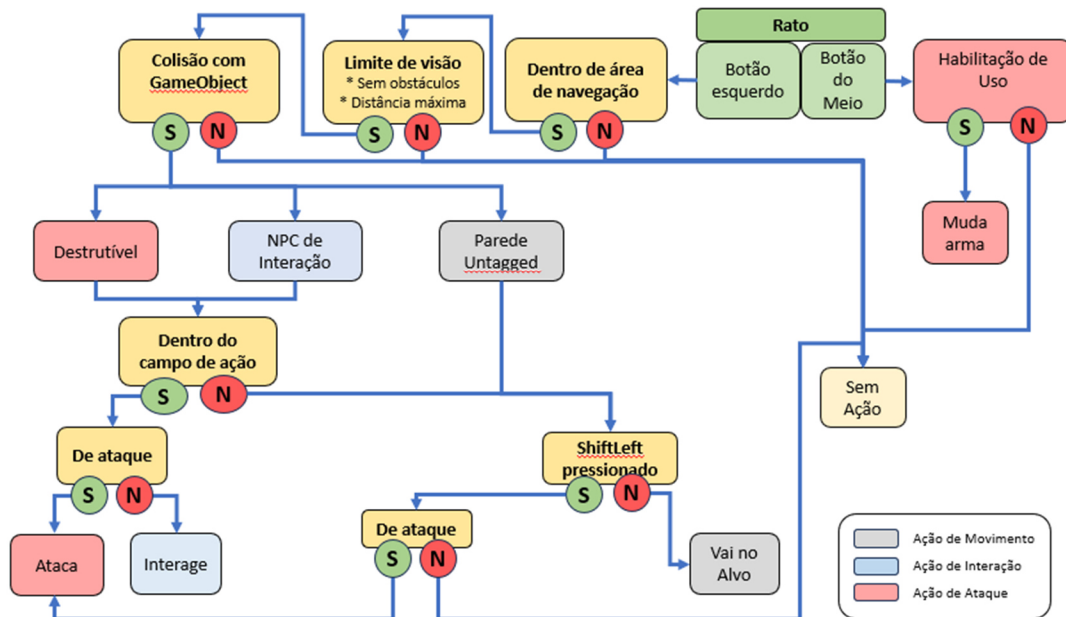 Rato
Botão
esquerdo
Botão
do
Meio
Colisão com
GameObject
S
N
Limite de visão
* Sem obstáculos
* Distância máxima
S
N
Dentro de área
de navegação
S
N
Habilitação de
Uso
S
N
Destrutível
NPC de
Interação
Parede
Untagged
Muda
arma
Dentro do
campo de ação
S
N
Sem
Ação
De ataque
S
N
ShiftLeft
pressionado
S
N
De ataque
S
N
Ataca
Interage
Vai no
Alvo
Ação de Movimento
Ação de Interação
Ação de Ataque